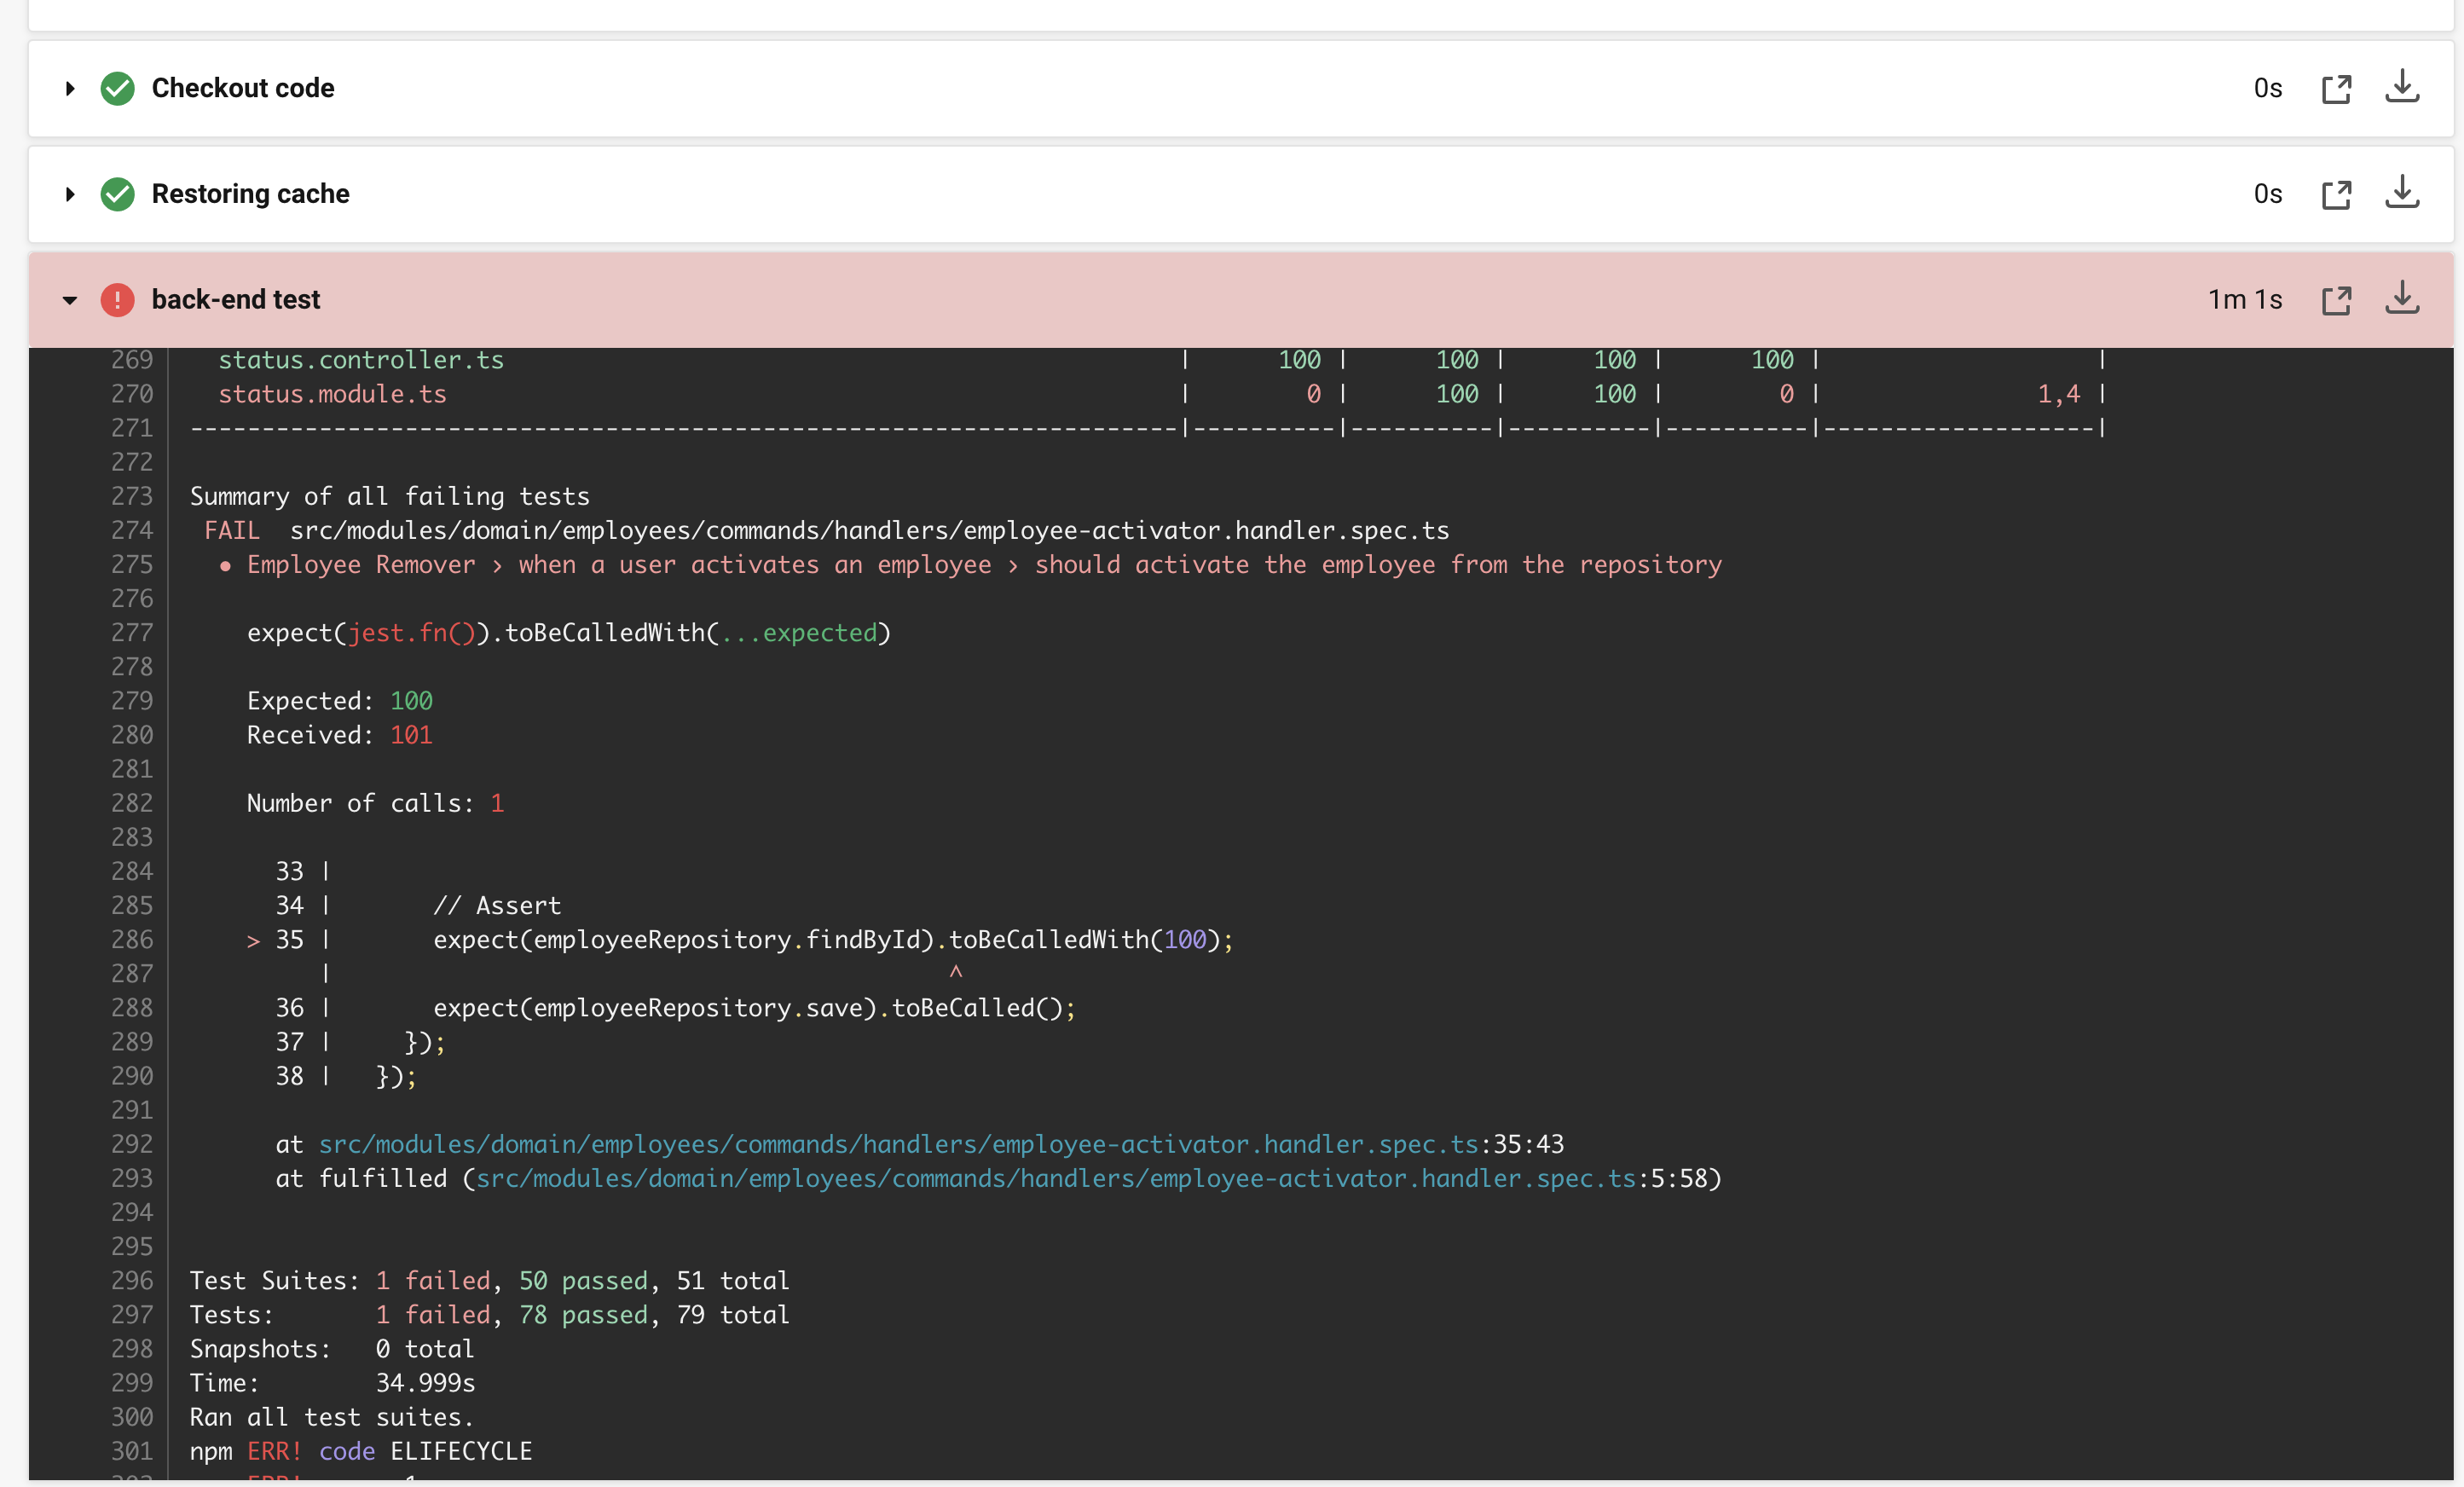 Checkout code 0s
Restoring cache 0s
! back-end test 1m 1s
269 status.controller.ts | 100 | 100 | 100 | 100 | |
270 status.module.ts | 0 | 100 | 100 | 0 | 1,4 |
271 ---------------------------------------------------------------------|----------|----------|----------|----------|-------------------|
272
273 Summary of all failing tests
274 FAIL src/modules/domain/employees/commands/handlers/employee-activator.handler.spec.ts
275 ● Employee Remover › when a user activates an employee › should activate the employee from the repository
276
277 expect(jest.fn()).toBeCalledWith(...expected)
278
279 Expected: 100
280 Received: 101
281
282 Number of calls: 1
283
284 33 |
285 34 | // Assert
286 > 35 | expect(employeeRepository.findById).toBeCalledWith(100);
287 | ^
288 36 | expect(employeeRepository.save).toBeCalled();
289 37 | });
290 38 | });
291
292 at src/modules/domain/employees/commands/handlers/employee-activator.handler.spec.ts:35:43
293 at fulfilled (src/modules/domain/employees/commands/handlers/employee-activator.handler.spec.ts:5:58)
294
295
296 Test Suites: 1 failed, 50 passed, 51 total
297 Tests: 1 failed, 78 passed, 79 total
298 Snapshots: 0 total
299 Time: 34.999s
300 Ran all test suites.
301 npm ERR! code ELIFECYCLE